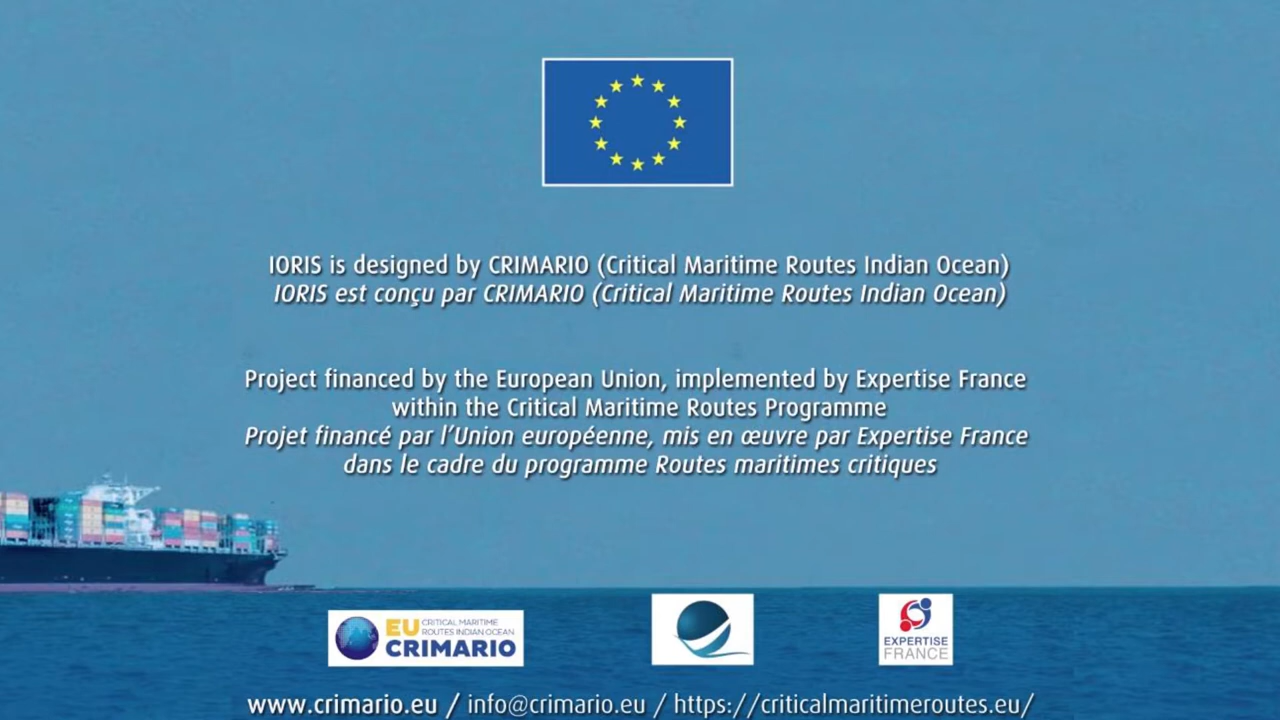 IORIS is designed by CRIMARIO (Critical Maritime Routes Indian Ocean)
IORIS est conçu par CRIMARIO (Critical Maritime Routes Indian Ocean)
Project financed by the European Union, implemented by Expertise France
within the Critical Maritime Routes Programme
Projet financé par l’Union européenne, mis en œuvre par Expertise France
dans le cadre du programme Routes maritimes critiques
EU CRITICAL MARITIME
ROUTES INDIAN OCEAN
CRIMARIO
EXPERTISE
FRANCE
www.crimario.eu / info@crimario.eu / https://criticalmaritimeroutes.eu/